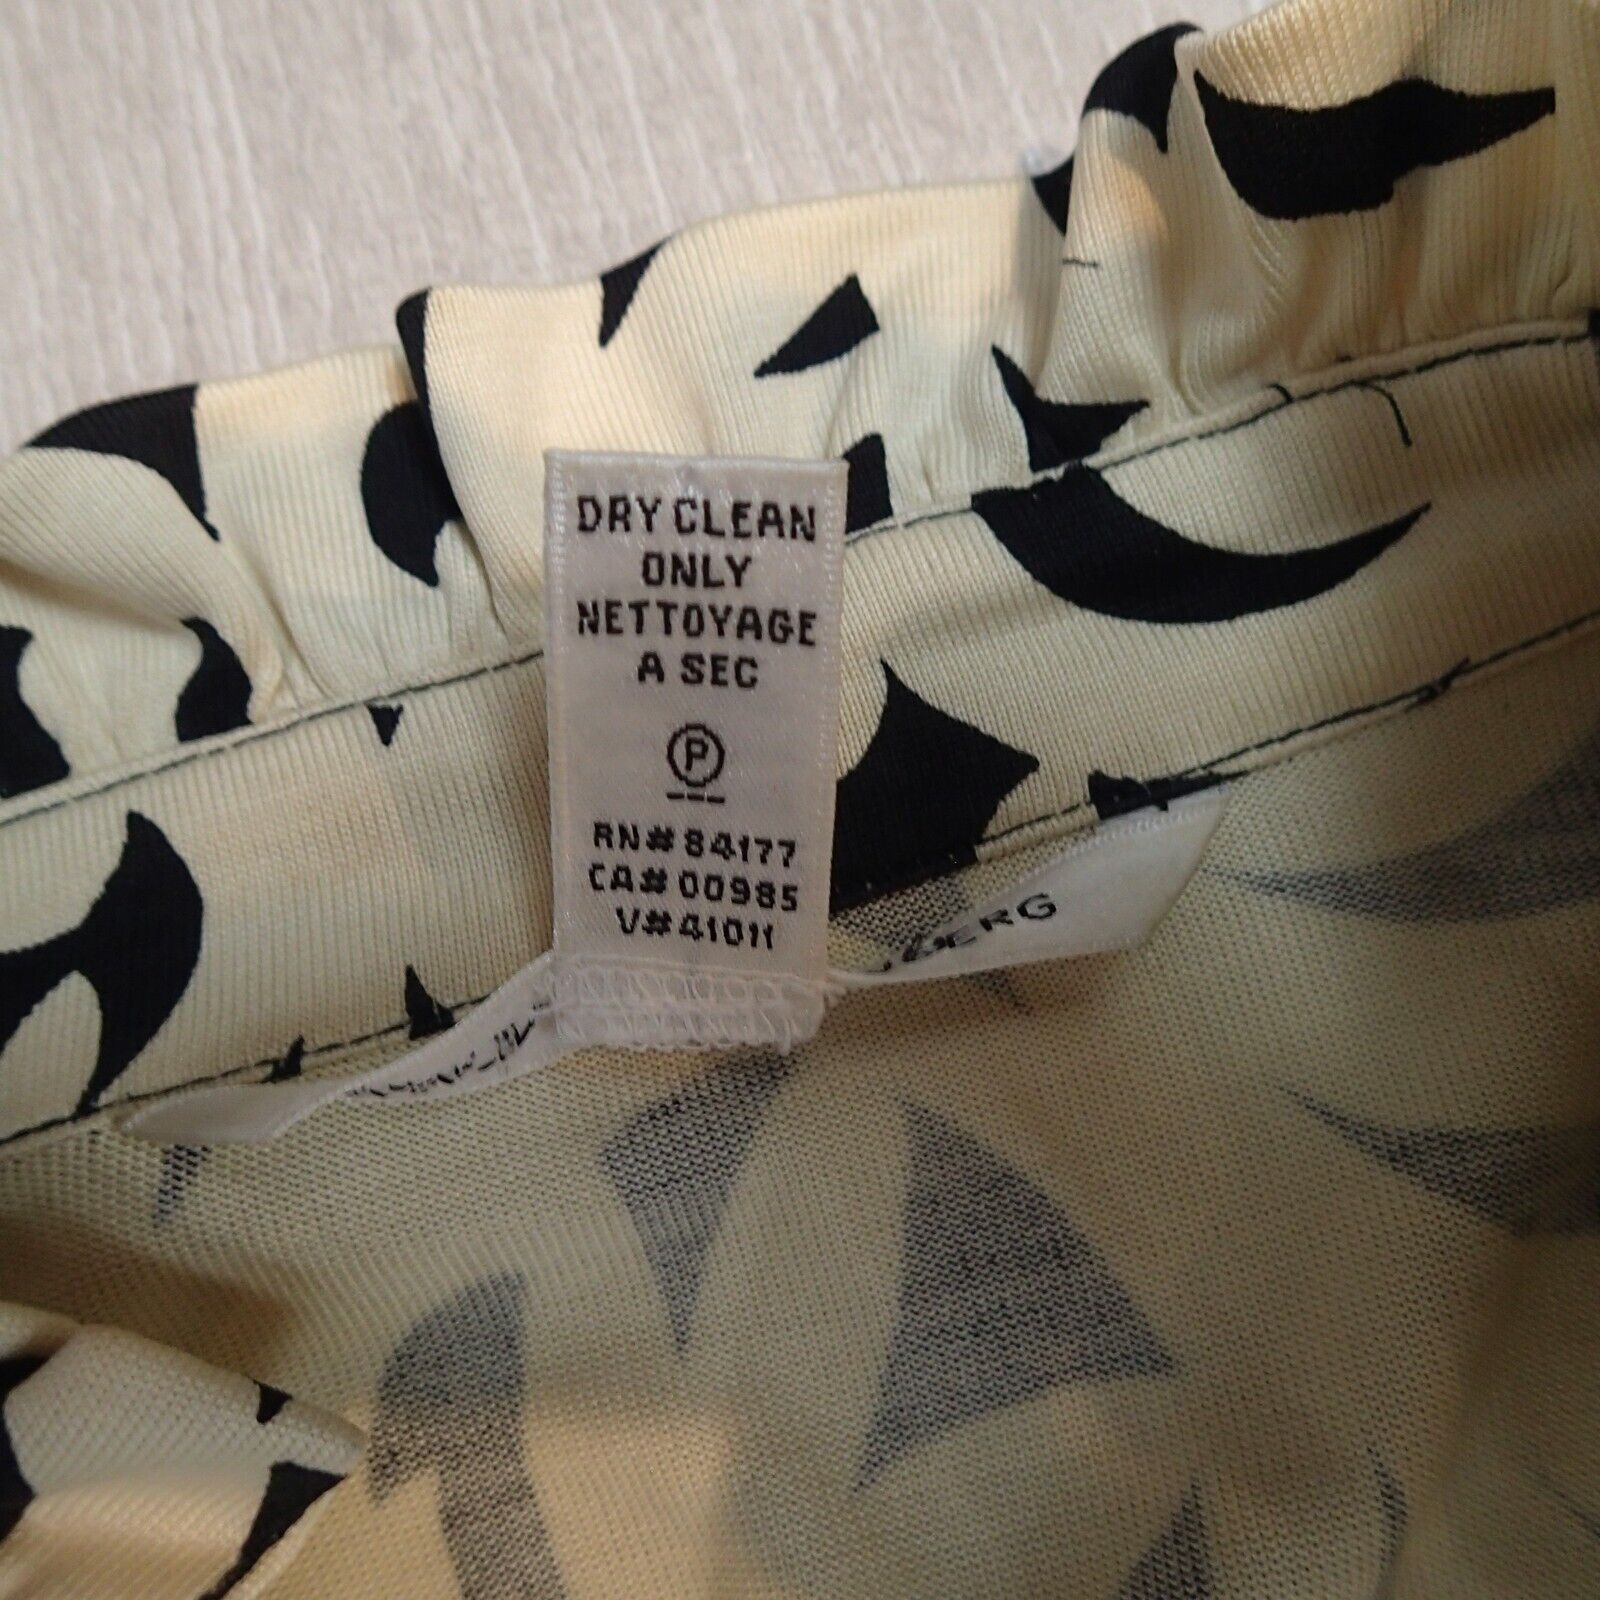 DRY CLEAN
ONLY
NETTOYAGE
A SEC
P
RN# 84177
CA# 00985
V# 41011